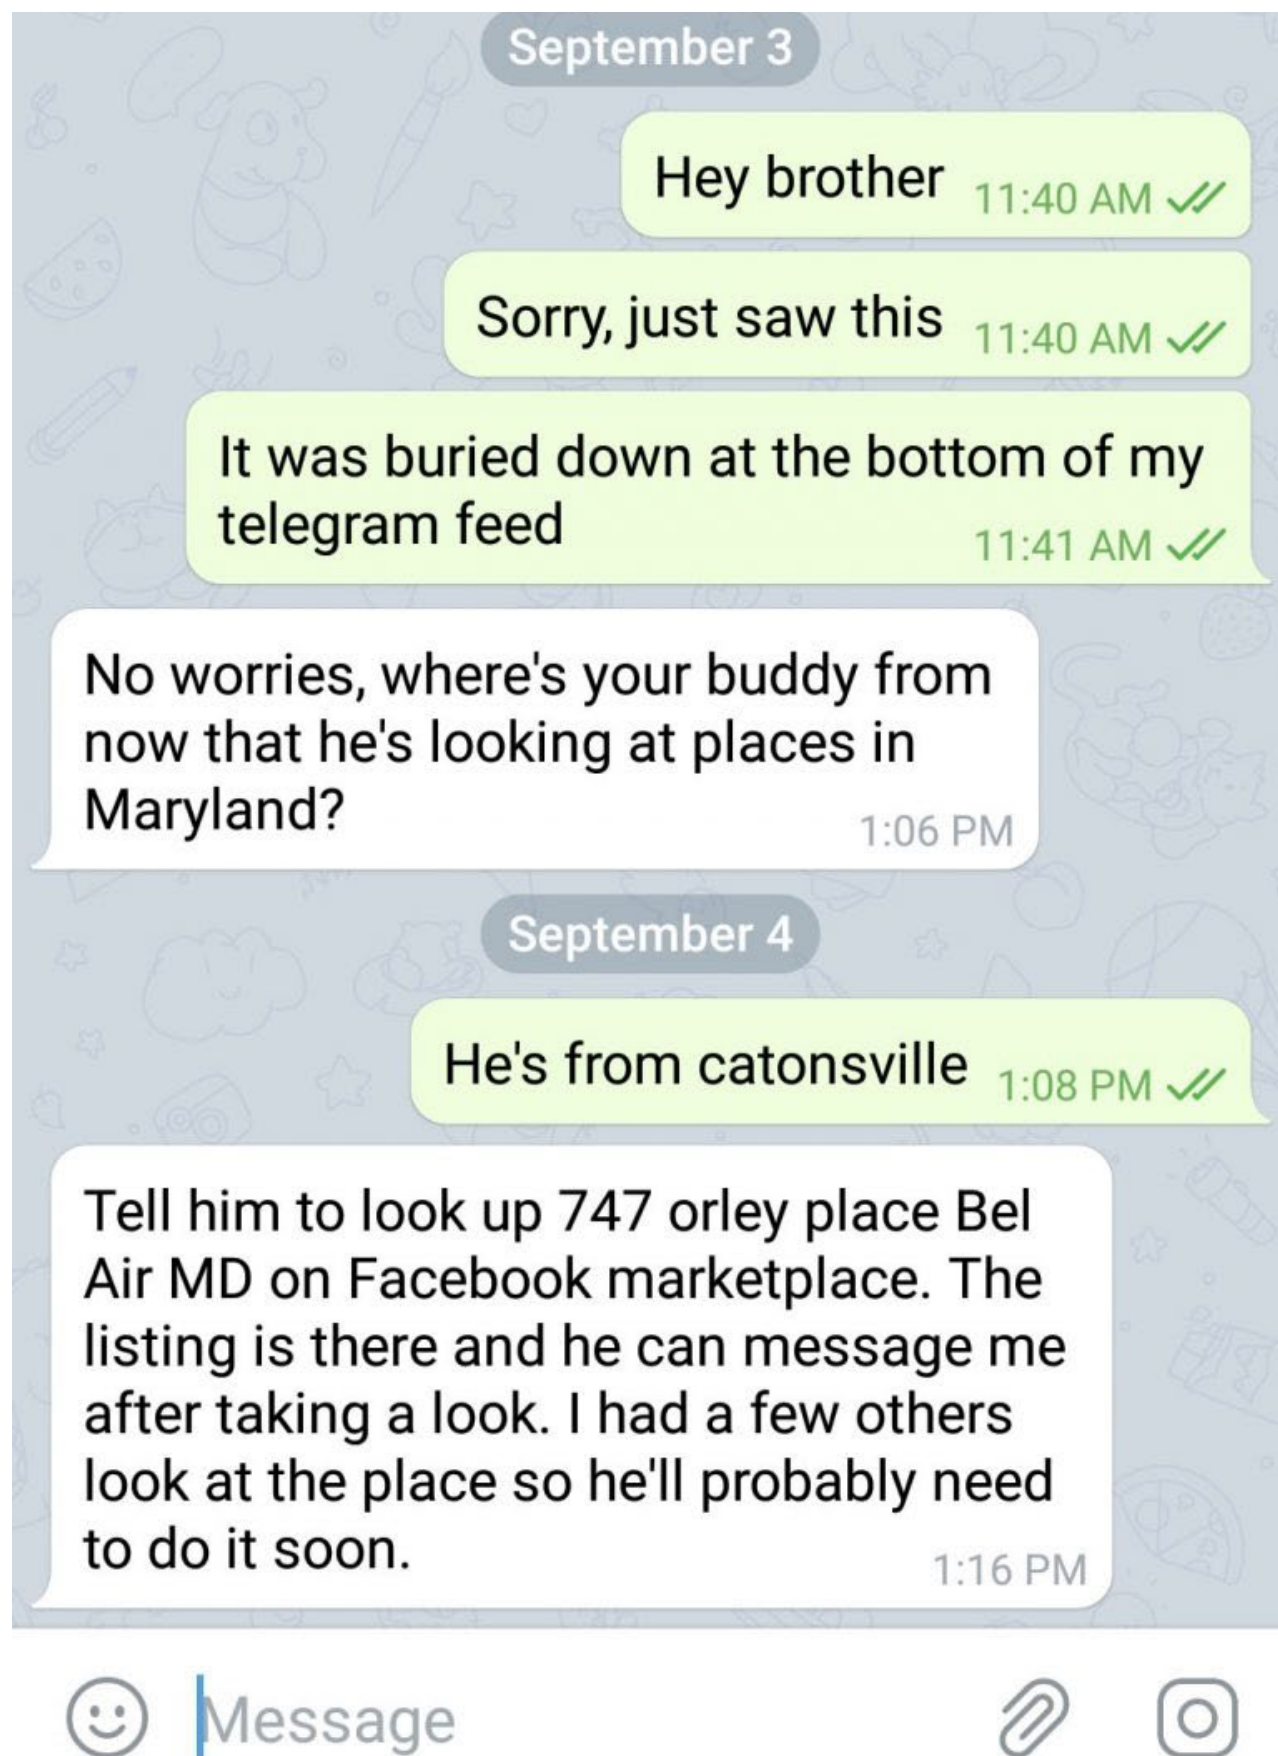 September 3
Hey brother 11:40 AM
Sorry, just saw this 11:40 AM
It was buried down at the bottom of my
telegram feed 11:41 AM
No worries, where's your buddy from
now that he's looking at places in
Maryland? 1:06 PM
September 4
He's from catonsville 1:08 PM
Tell him to look up 747 orley place Bel
Air MD on Facebook marketplace. The
listing is there and he can message me
after taking a look. I had a few others
look at the place so he'll probably need
to do it soon. 1:16 PM
Message